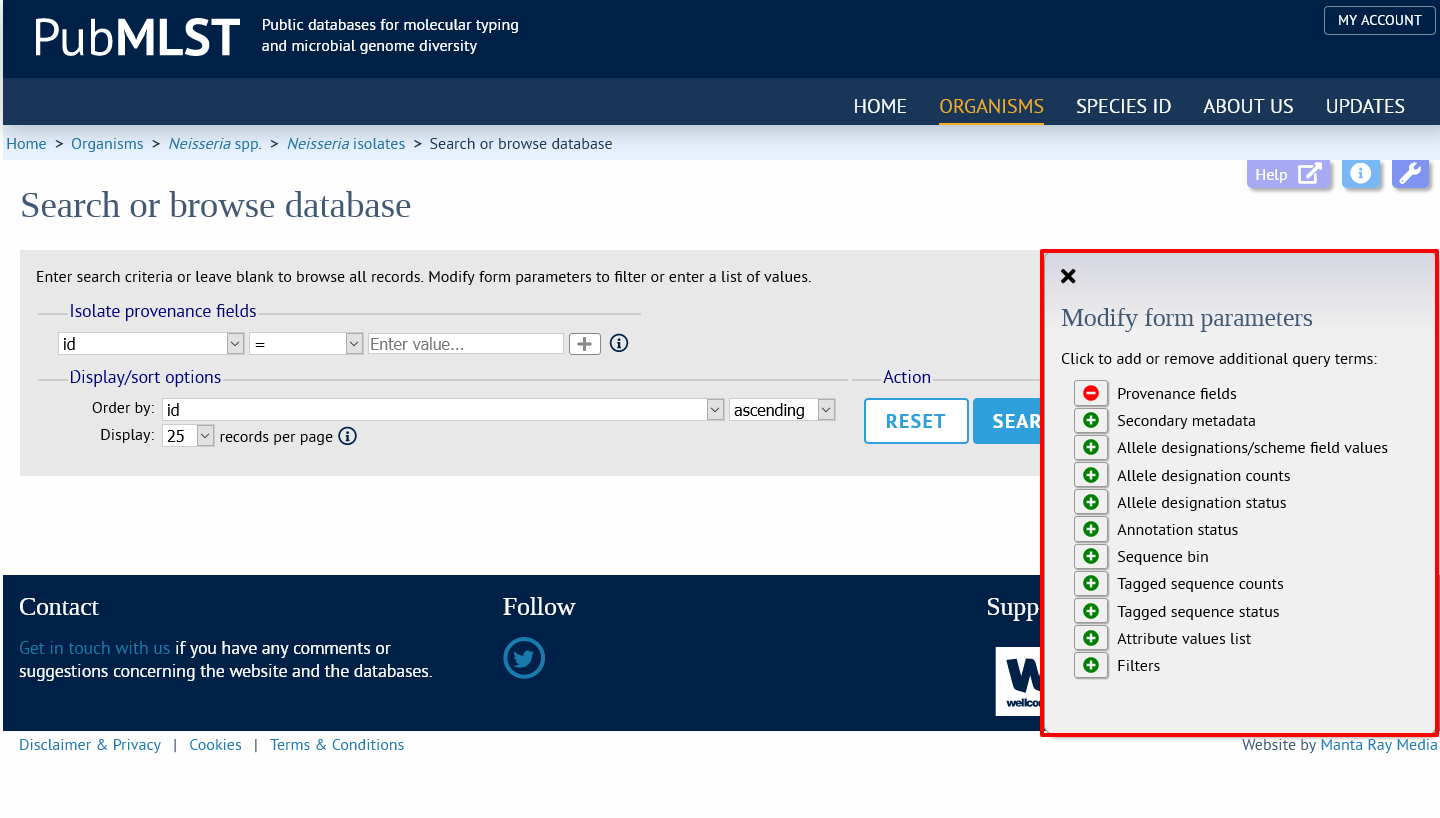 PubMLST
Public databases for molecular typing
and microbial genome diversity
MY ACCOUNT
HOME ORGANISMS SPECIES ID ABOUT US UPDATES
Home > Organisms > Neisseria spp. > Neisseria isolates > Search or browse database
Help
Search or browse database
Enter search criteria or leave blank to browse all records. Modify form parameters to filter or enter a list of values.
Isolate provenance fields
id = Enter value...
Display/sort options
Order by: id ascending
Display: 25 records per page
Action
RESET SEAR
Modify form parameters
Click to add or remove additional query terms:
Provenance fields
Secondary metadata
Allele designations/scheme field values
Allele designation counts
Allele designation status
Annotation status
Sequence bin
Tagged sequence counts
Tagged sequence status
Attribute values list
Filters
Contact
Get in touch with us if you have any comments or
suggestions concerning the website and the databases.
Follow
Supp
W
wellco
Disclaimer & Privacy | Cookies | Terms & Conditions
Website by Manta Ray Media